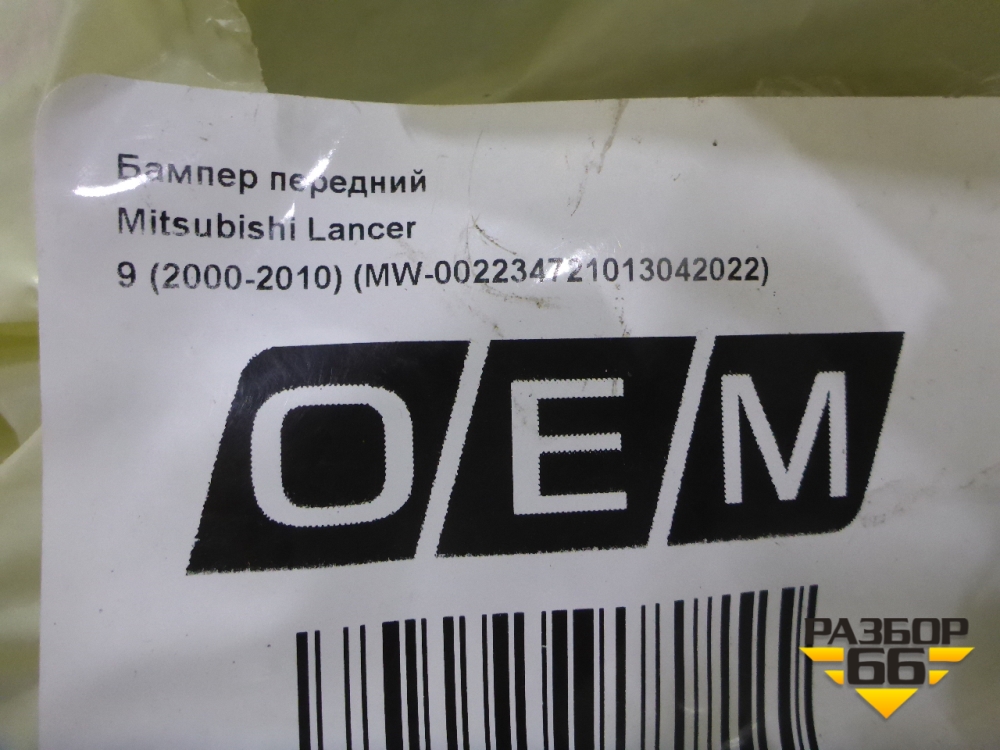 Бампер передний
Mitsubishi Lancer
9 (2000-2010) (MW-002234721013042022)
OEM
РАЗБОР
66